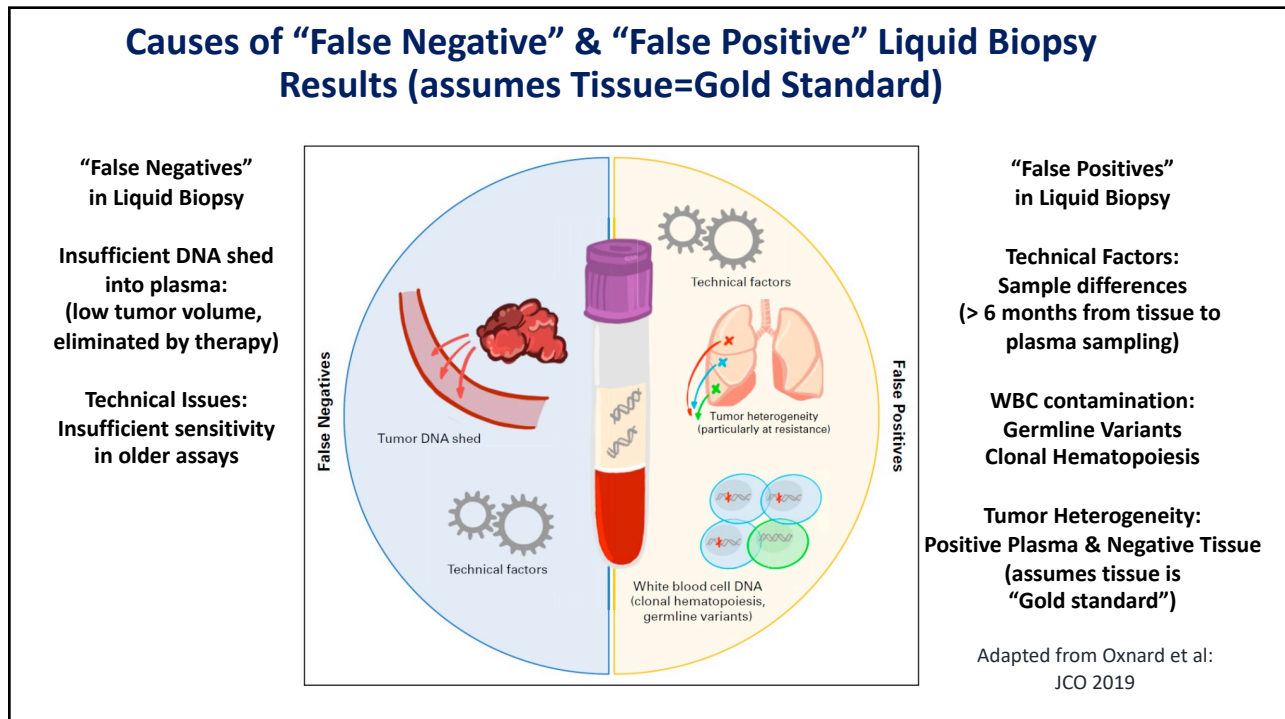 Causes of “False Negative” & “False Positive” Liquid Biopsy
Results (assumes Tissue=Gold Standard)
“False Negatives”
in Liquid Biopsy
Insufficient DNA shed
into plasma:
(low tumor volume,
eliminated by therapy)
Technical Issues:
Insufficient sensitivity
in older assays
False Negatives
Tumor DNA shed
Technical factors
Technical factors
Tumor heterogeneity
(particularly at resistance)
White blood cell DNA
(clonal hematopoiesis,
germline variants)
False Positives
“False Positives”
in Liquid Biopsy
Technical Factors:
Sample differences
(> 6 months from tissue to
plasma sampling)
WBC contamination:
Germline Variants
Clonal Hematopoiesis
Tumor Heterogeneity:
Positive Plasma & Negative Tissue
(assumes tissue is
“Gold standard”)
Adapted from Oxnard et al:
JCO 2019